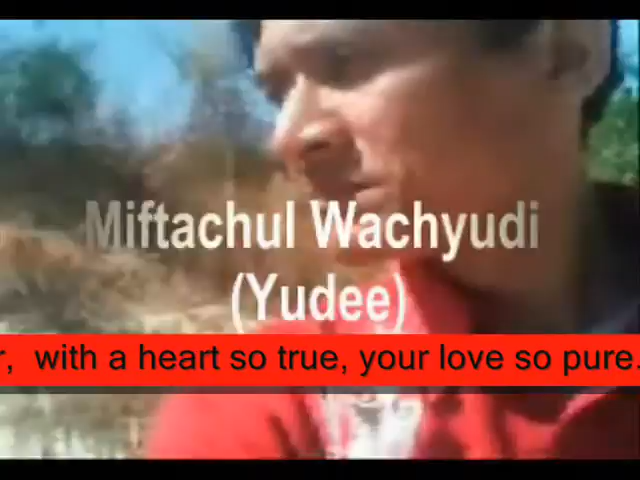 Miftachul Wachyudi
(Yudee)
r, with a heart so true, your love so pure.